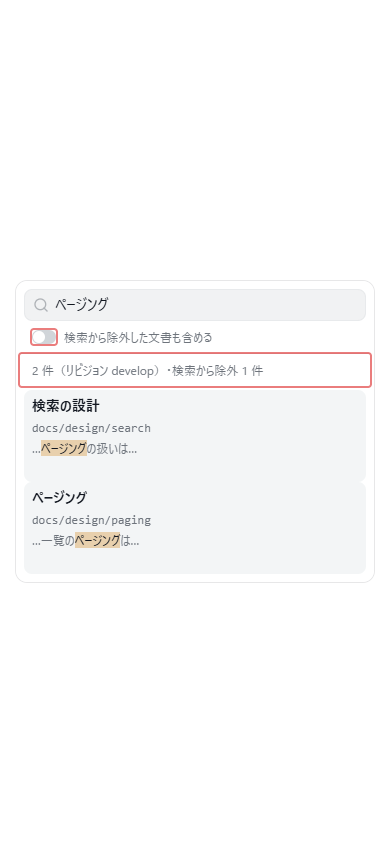 ページング
検索から除外した文書も含める
2 件（リビジョン develop）・検索から除外 1 件
検索の設計
docs/design/search
…ページングの扱いは…
ページング
docs/design/paging
…一覧のページングは…